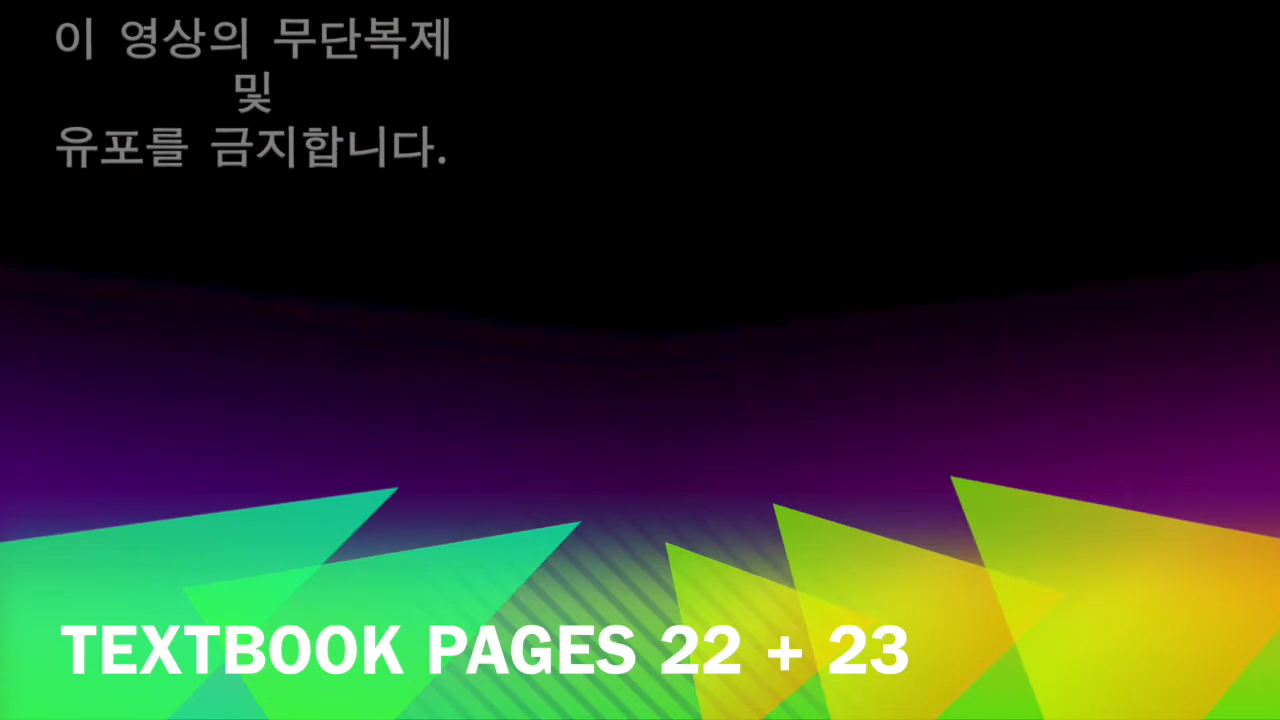 이 영상의 무단복제
및
유포를 금지합니다.
TEXTBOOK PAGES 22 + 23